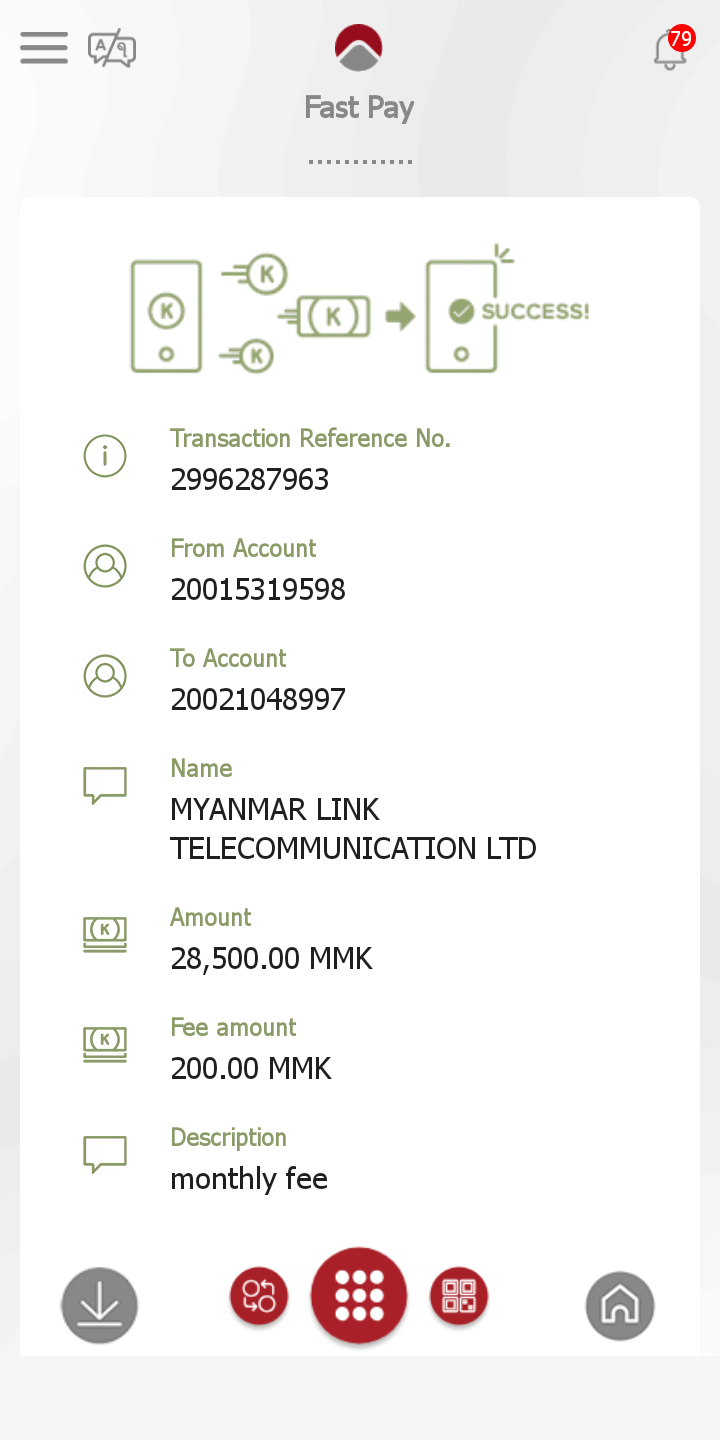 79
Fast Pay
SUCCESS!
Transaction Reference No.
2996287963
From Account
20015319598
To Account
20021048997
Name
MYANMAR LINK
TELECOMMUNICATION LTD
Amount
28,500.00 MMK
Fee amount
200.00 MMK
Description
monthly fee